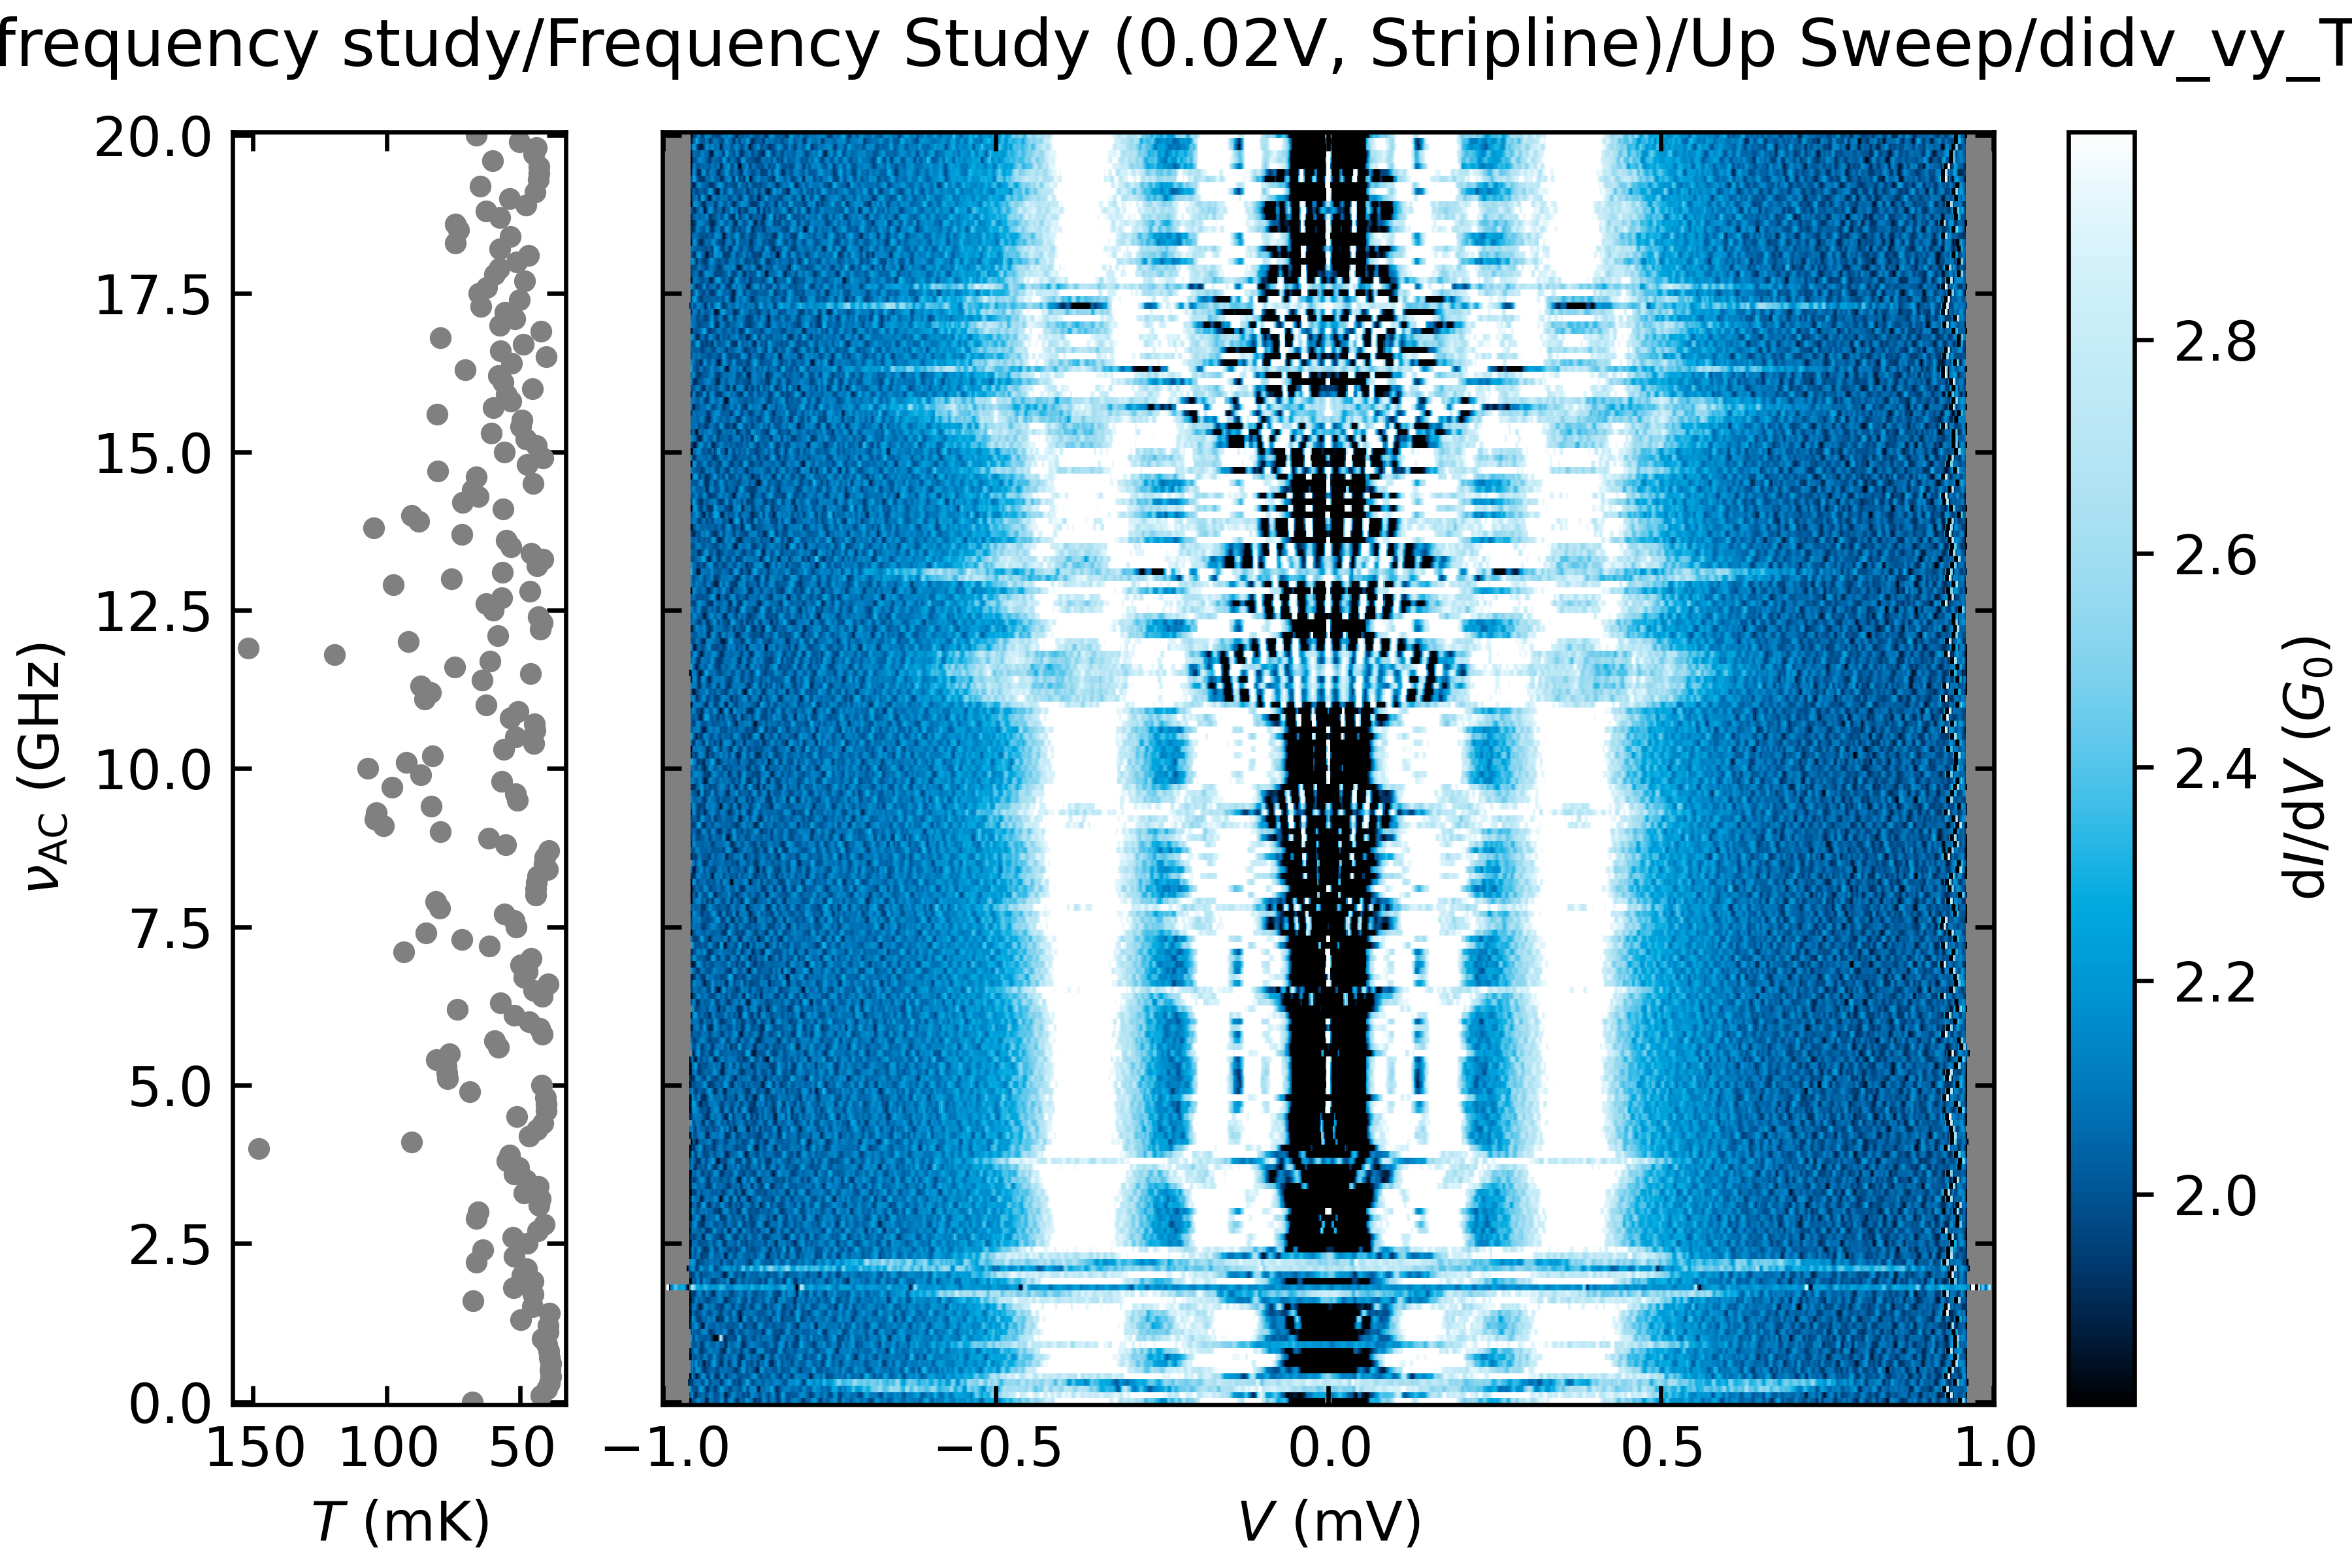 frequency study/Frequency Study (0.02V, Stripline)/Up Sweep/didv_vy_T
20.0
17.5
15.0
12.5
10.0
7.5
5.0
2.5
0.0
ν_AC (GHz)
150 100 50
T (mK)
−1.0 −0.5 0.0 0.5 1.0
V (mV)
2.8
2.6
2.4
2.2
2.0
dI/dV (G₀)